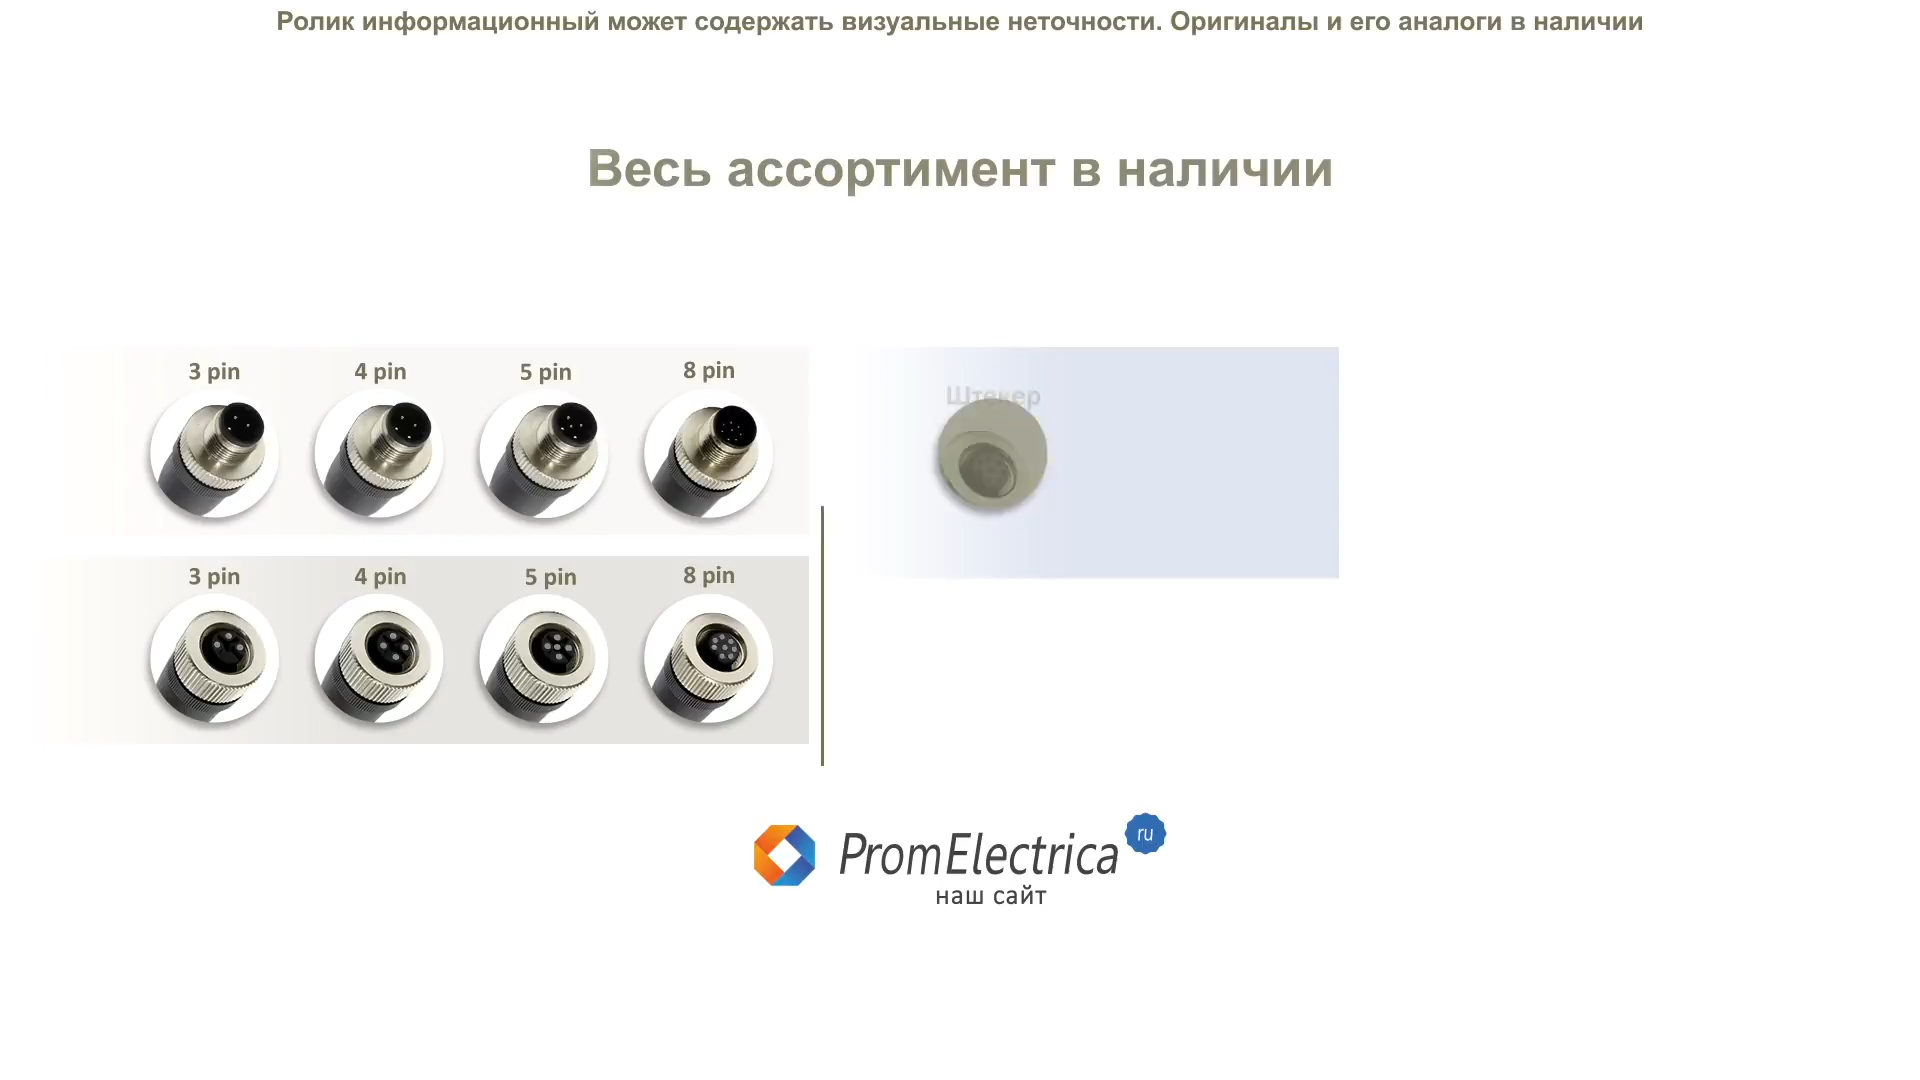 Ролик информационный может содержать визуальные неточности. Оригиналы и его аналоги в наличии
Весь ассортимент в наличии
3 pin 4 pin 5 pin 8 pin
Штекер
3 pin 4 pin 5 pin 8 pin
PromElectrica ru
наш сайт